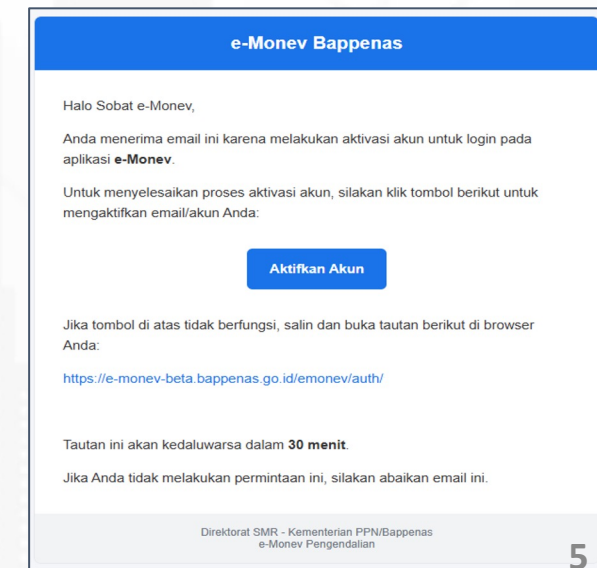 e-Monev Bappenas
Halo Sobat e-Monev,
Anda menerima email ini karena melakukan aktivasi akun untuk login pada
aplikasi e-Monev.
Untuk menyelesaikan proses aktivasi akun, silakan klik tombol berikut untuk
mengaktifkan email/akun Anda:
Aktifkan Akun
Jika tombol di atas tidak berfungsi, salin dan buka tautan berikut di browser
Anda:
https://e-monev-beta.bappenas.go.id/emonev/auth/
Tautan ini akan kedaluwarsa dalam 30 menit.
Jika Anda tidak melakukan permintaan ini, silakan abaikan email ini.
Direktorat SMR - Kementerian PPN/Bappenas
e-Monev Pengendalian
5